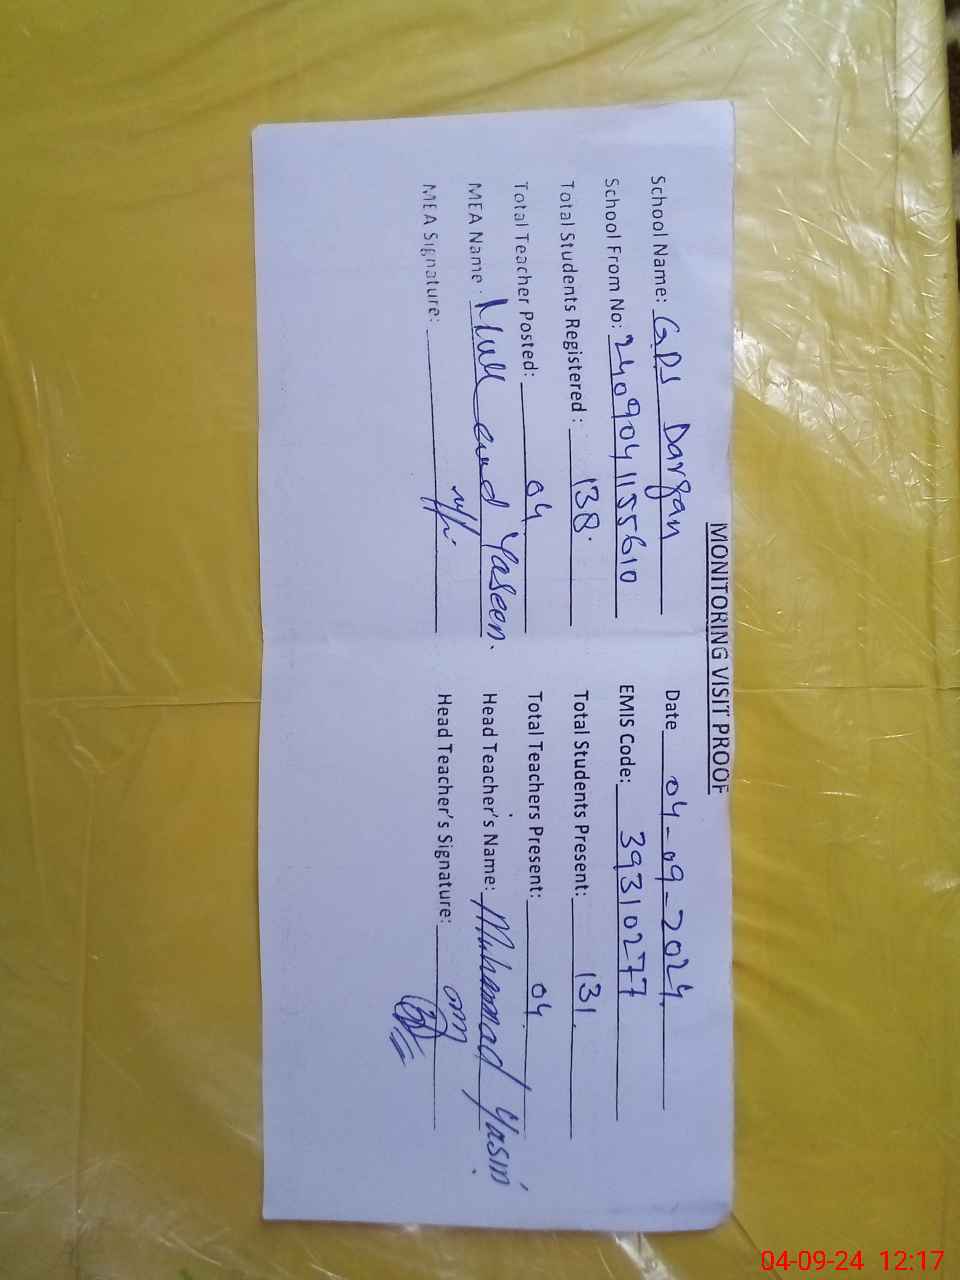 MONITORING VISIT PROOF
School Name: GPS Dargan Date 04-09-2024.
School From No: 2409041155610 EMIS Code: 39310277
Total Students Registered : 138. Total Students Present: 131.
Total Teacher Posted: 04 Total Teachers Present: 04.
MEA Name : Yaseen. Head Teacher's Name: Muhammad Yasin
MEA Signature: Head Teacher's Signature:
04-09-24 12:17